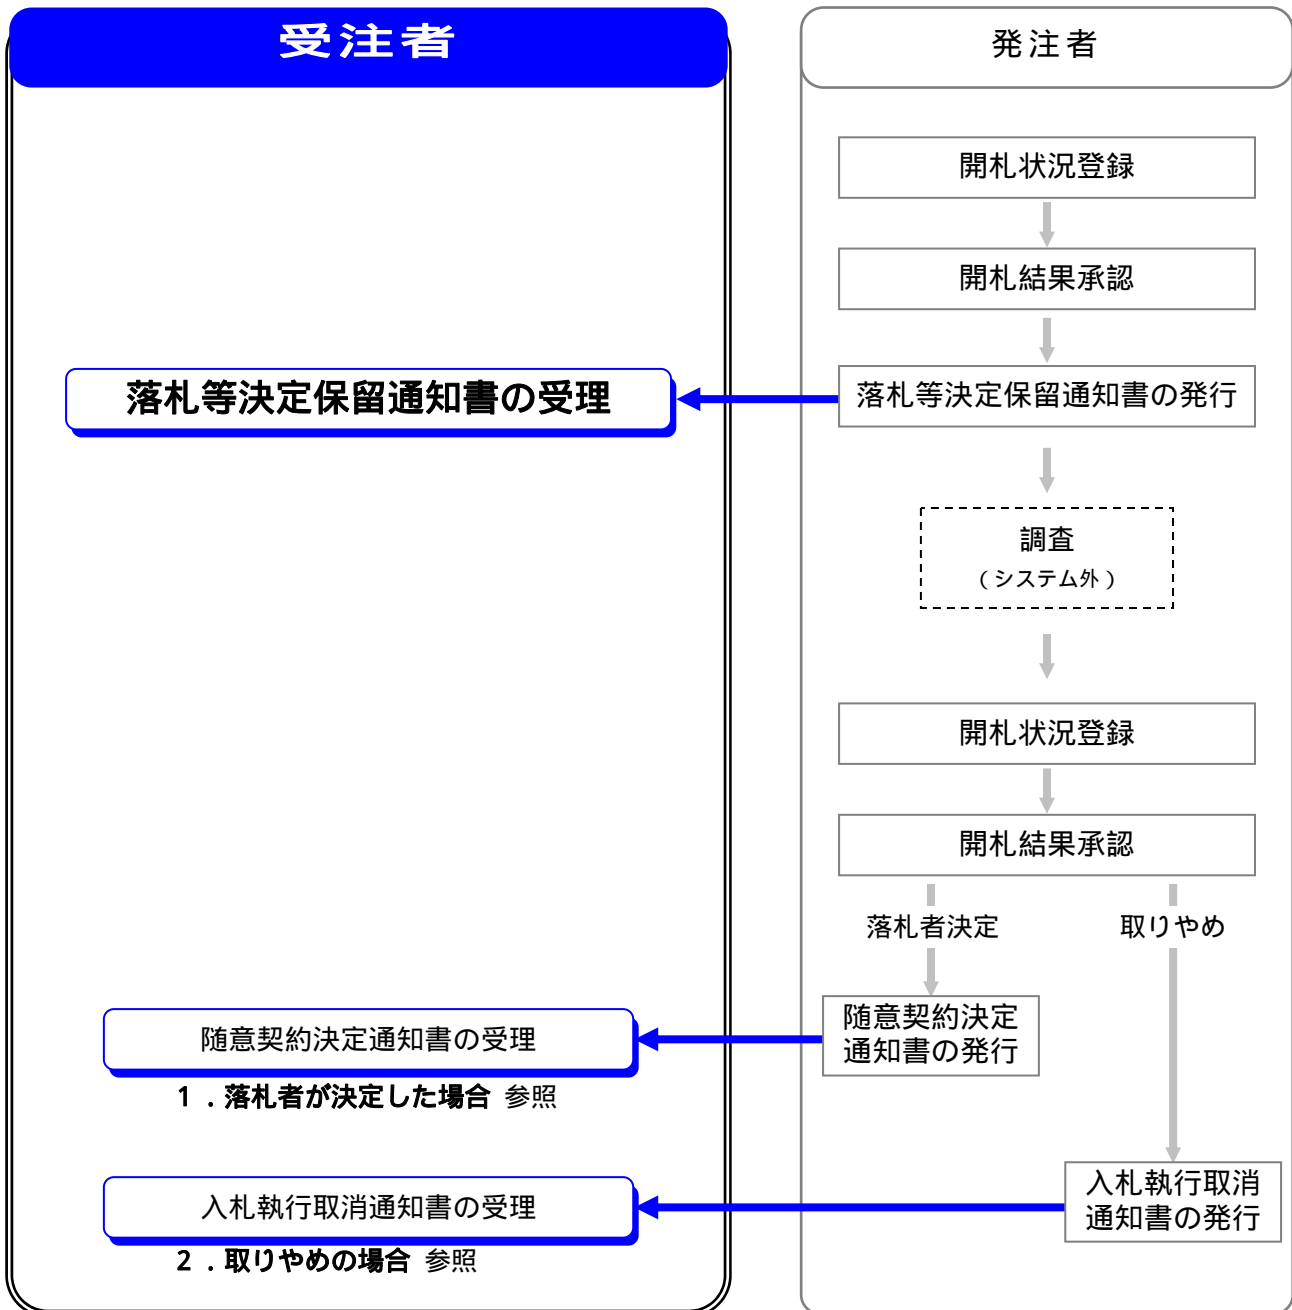 受注者
発注者
開札状況登録
開札結果承認
落札等決定保留通知書の受理
落札等決定保留通知書の発行
調査
（システム外）
開札状況登録
開札結果承認
落札者決定
取りやめ
随意契約決定
通知書の発行
随意契約決定通知書の受理
１．落札者が決定した場合 参照
入札執行取消
通知書の発行
入札執行取消通知書の受理
２．取りやめの場合 参照